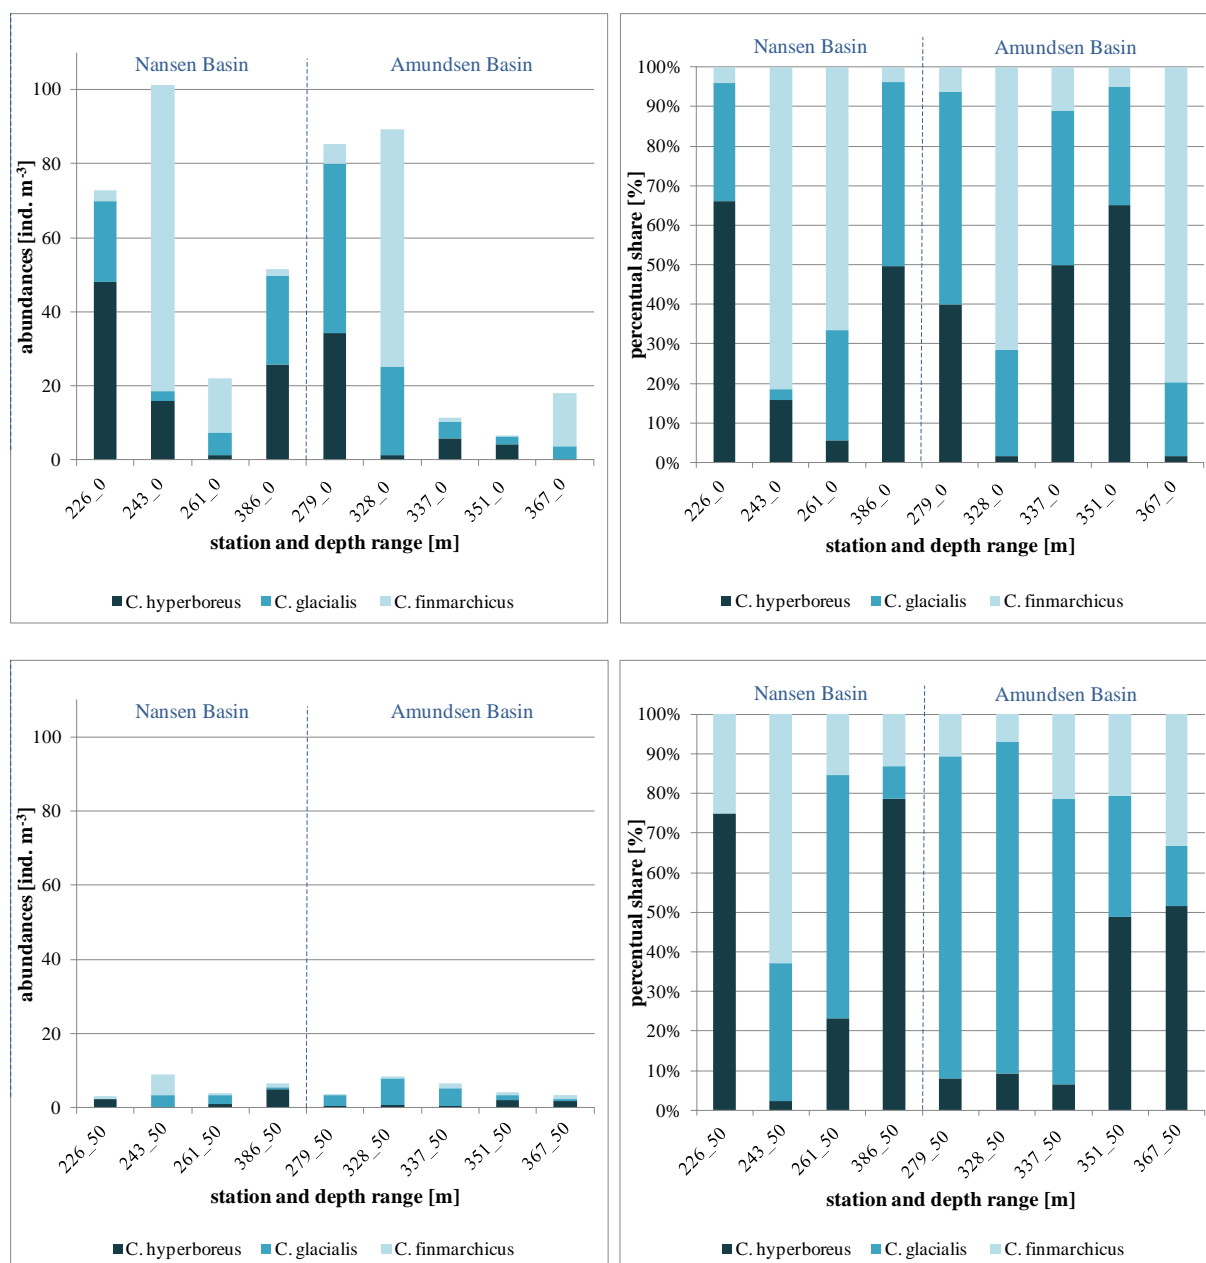 Nansen Basin Amundsen Basin
abundances [ind. m-3]
100
80
60
40
20
0
226_0 243_0 261_0 386_0 279_0 328_0 337_0 351_0 367_0
station and depth range [m]
C. hyperboreus C. glacialis C. finmarchicus
Nansen Basin Amundsen Basin
percentual share [%]
100%
90%
80%
70%
60%
50%
40%
30%
20%
10%
0%
226_0 243_0 261_0 386_0 279_0 328_0 337_0 351_0 367_0
station and depth range [m]
C. hyperboreus C. glacialis C. finmarchicus
Nansen Basin Amundsen Basin
abundances [ind. m-3]
100
80
60
40
20
0
226_50 243_50 261_50 386_50 279_50 328_50 337_50 351_50 367_50
station and depth range [m]
C. hyperboreus C. glacialis C. finmarchicus
Nansen Basin Amundsen Basin
percentual share [%]
100%
90%
80%
70%
60%
50%
40%
30%
20%
10%
0%
226_50 243_50 261_50 386_50 279_50 328_50 337_50 351_50 367_50
station and depth range [m]
C. hyperboreus C. glacialis C. finmarchicus